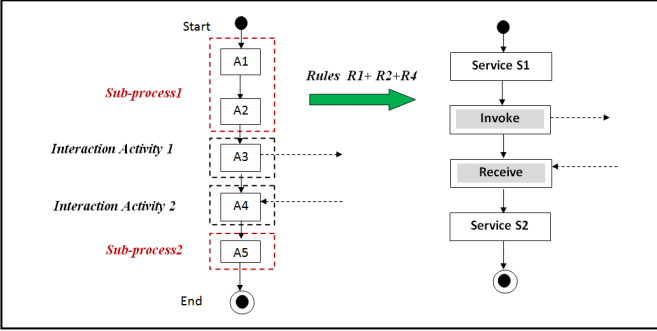 Start
A1
Sub-process1
A2
Interaction Activity 1
A3
Interaction Activity 2
A4
Sub-process2
A5
End
Rules R1+ R2+R4
Service S1
Invoke
Receive
Service S2